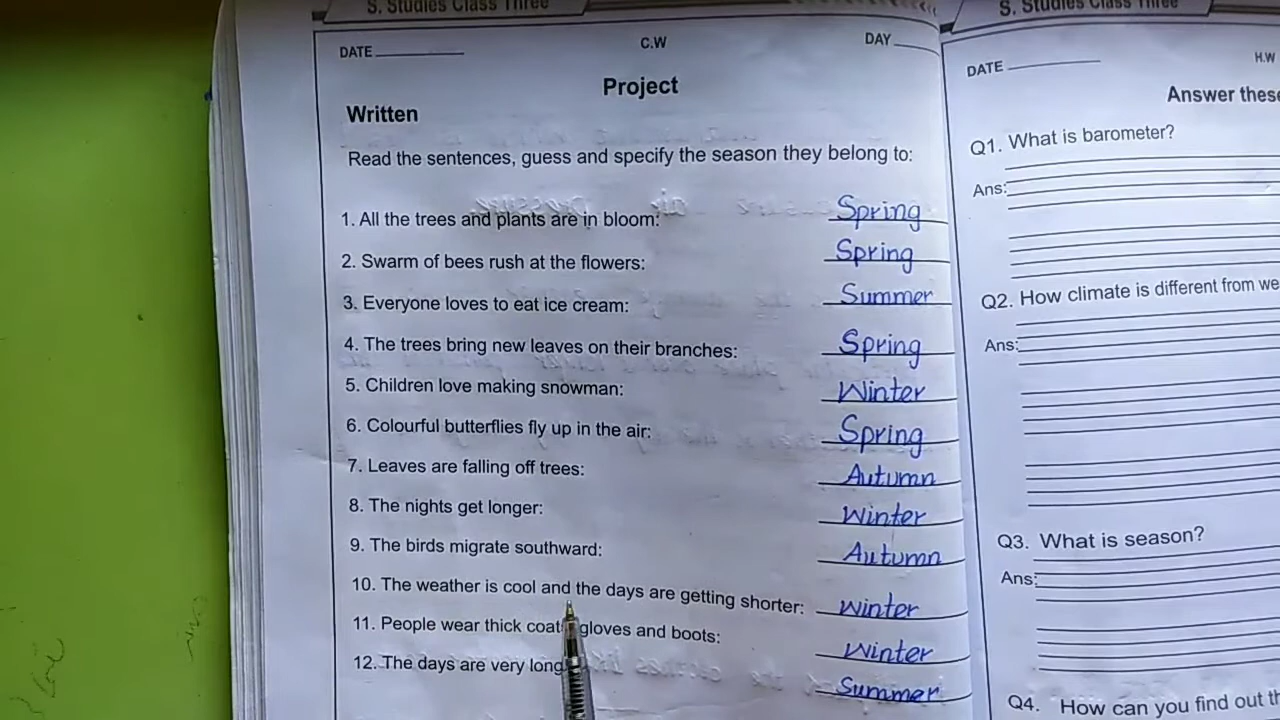 S. Studies Class Three
DATE C.W DAY
Project
Written
Read the sentences, guess and specify the season they belong to:
1. All the trees and plants are in bloom: Spring
2. Swarm of bees rush at the flowers: Spring
3. Everyone loves to eat ice cream: Summer
4. The trees bring new leaves on their branches: Spring
5. Children love making snowman: Winter
6. Colourful butterflies fly up in the air: Spring
7. Leaves are falling off trees: Autumn
8. The nights get longer: Winter
9. The birds migrate southward: Autumn
10. The weather is cool and the days are getting shorter: Winter
11. People wear thick coat gloves and boots: Winter
12. The days are very long Summer
S. Studies Class Three
DATE H.W
Answer these
Q1. What is barometer?
Ans:
Q2. How climate is different from we
Ans:
Q3. What is season?
Ans:
Q4. How can you find out th